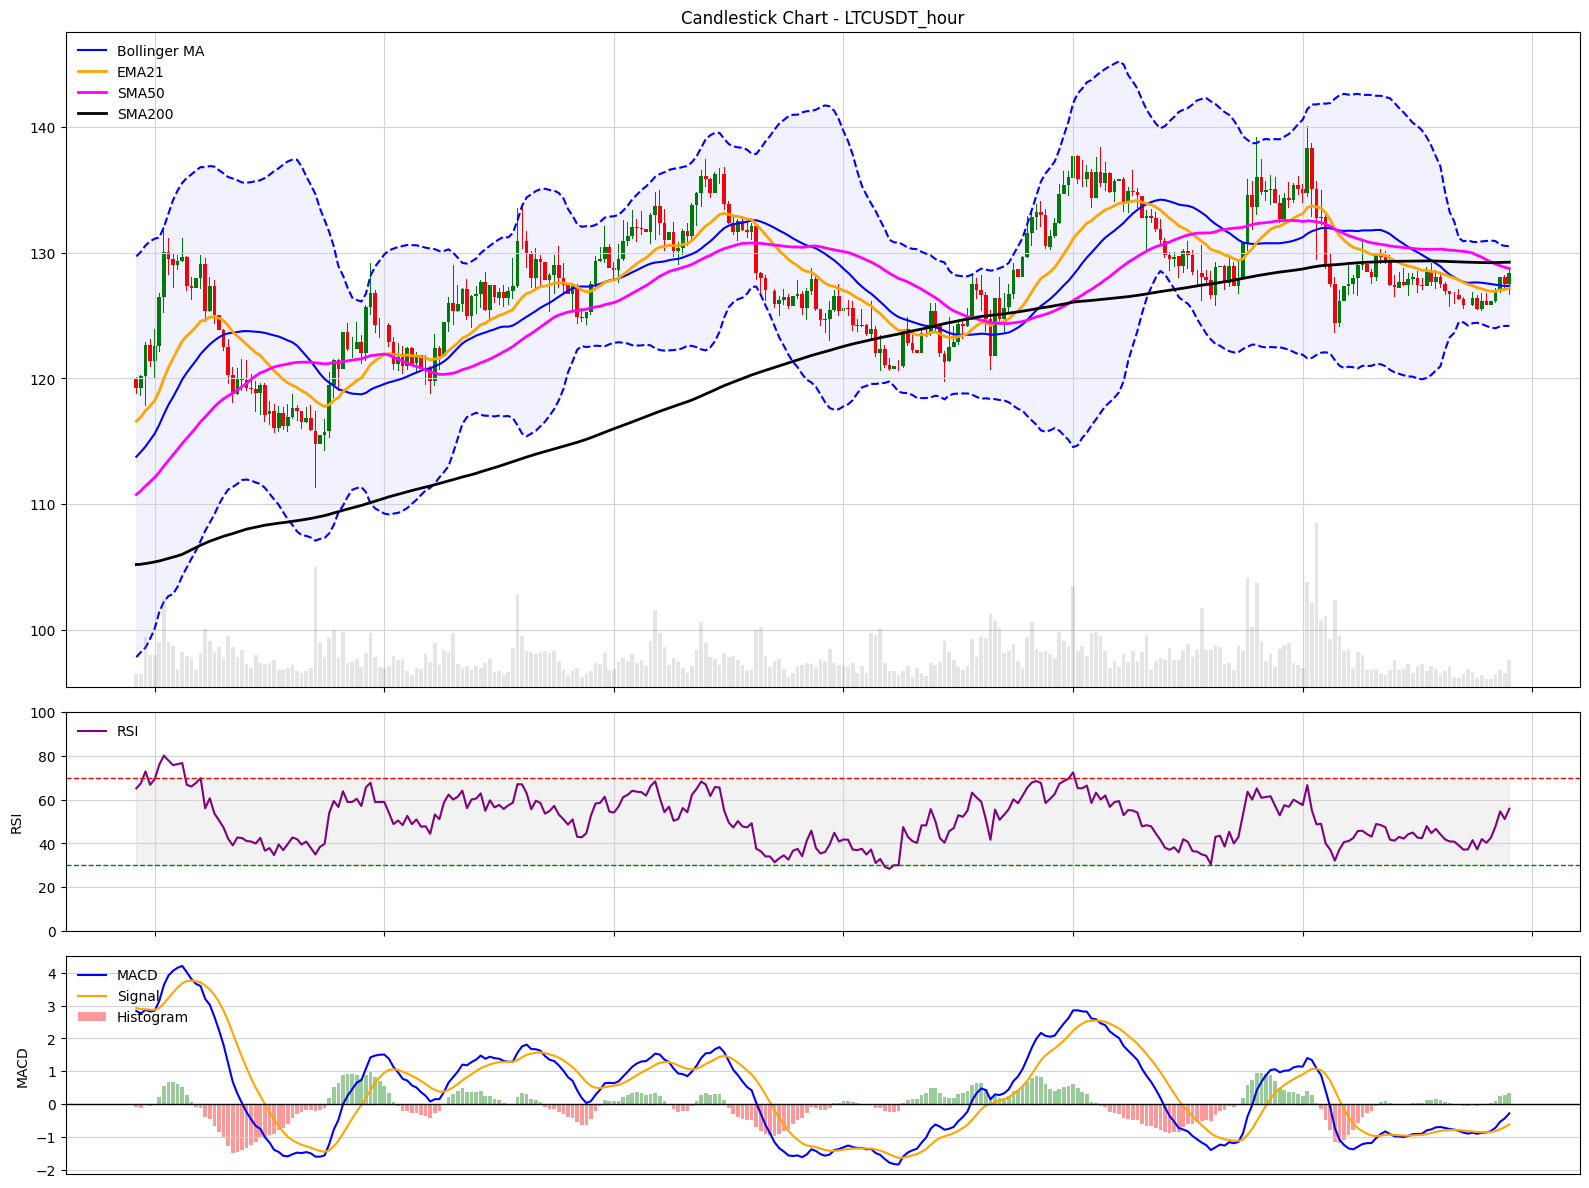 Candlestick Chart - LTCUSDT_hour
Bollinger MA
EMA21
SMA50
SMA200
140
130
120
110
100
RSI
100
80
60
40
20
0
RSI
MACD
Signal
Histogram
4
3
2
1
0
−1
−2
MACD